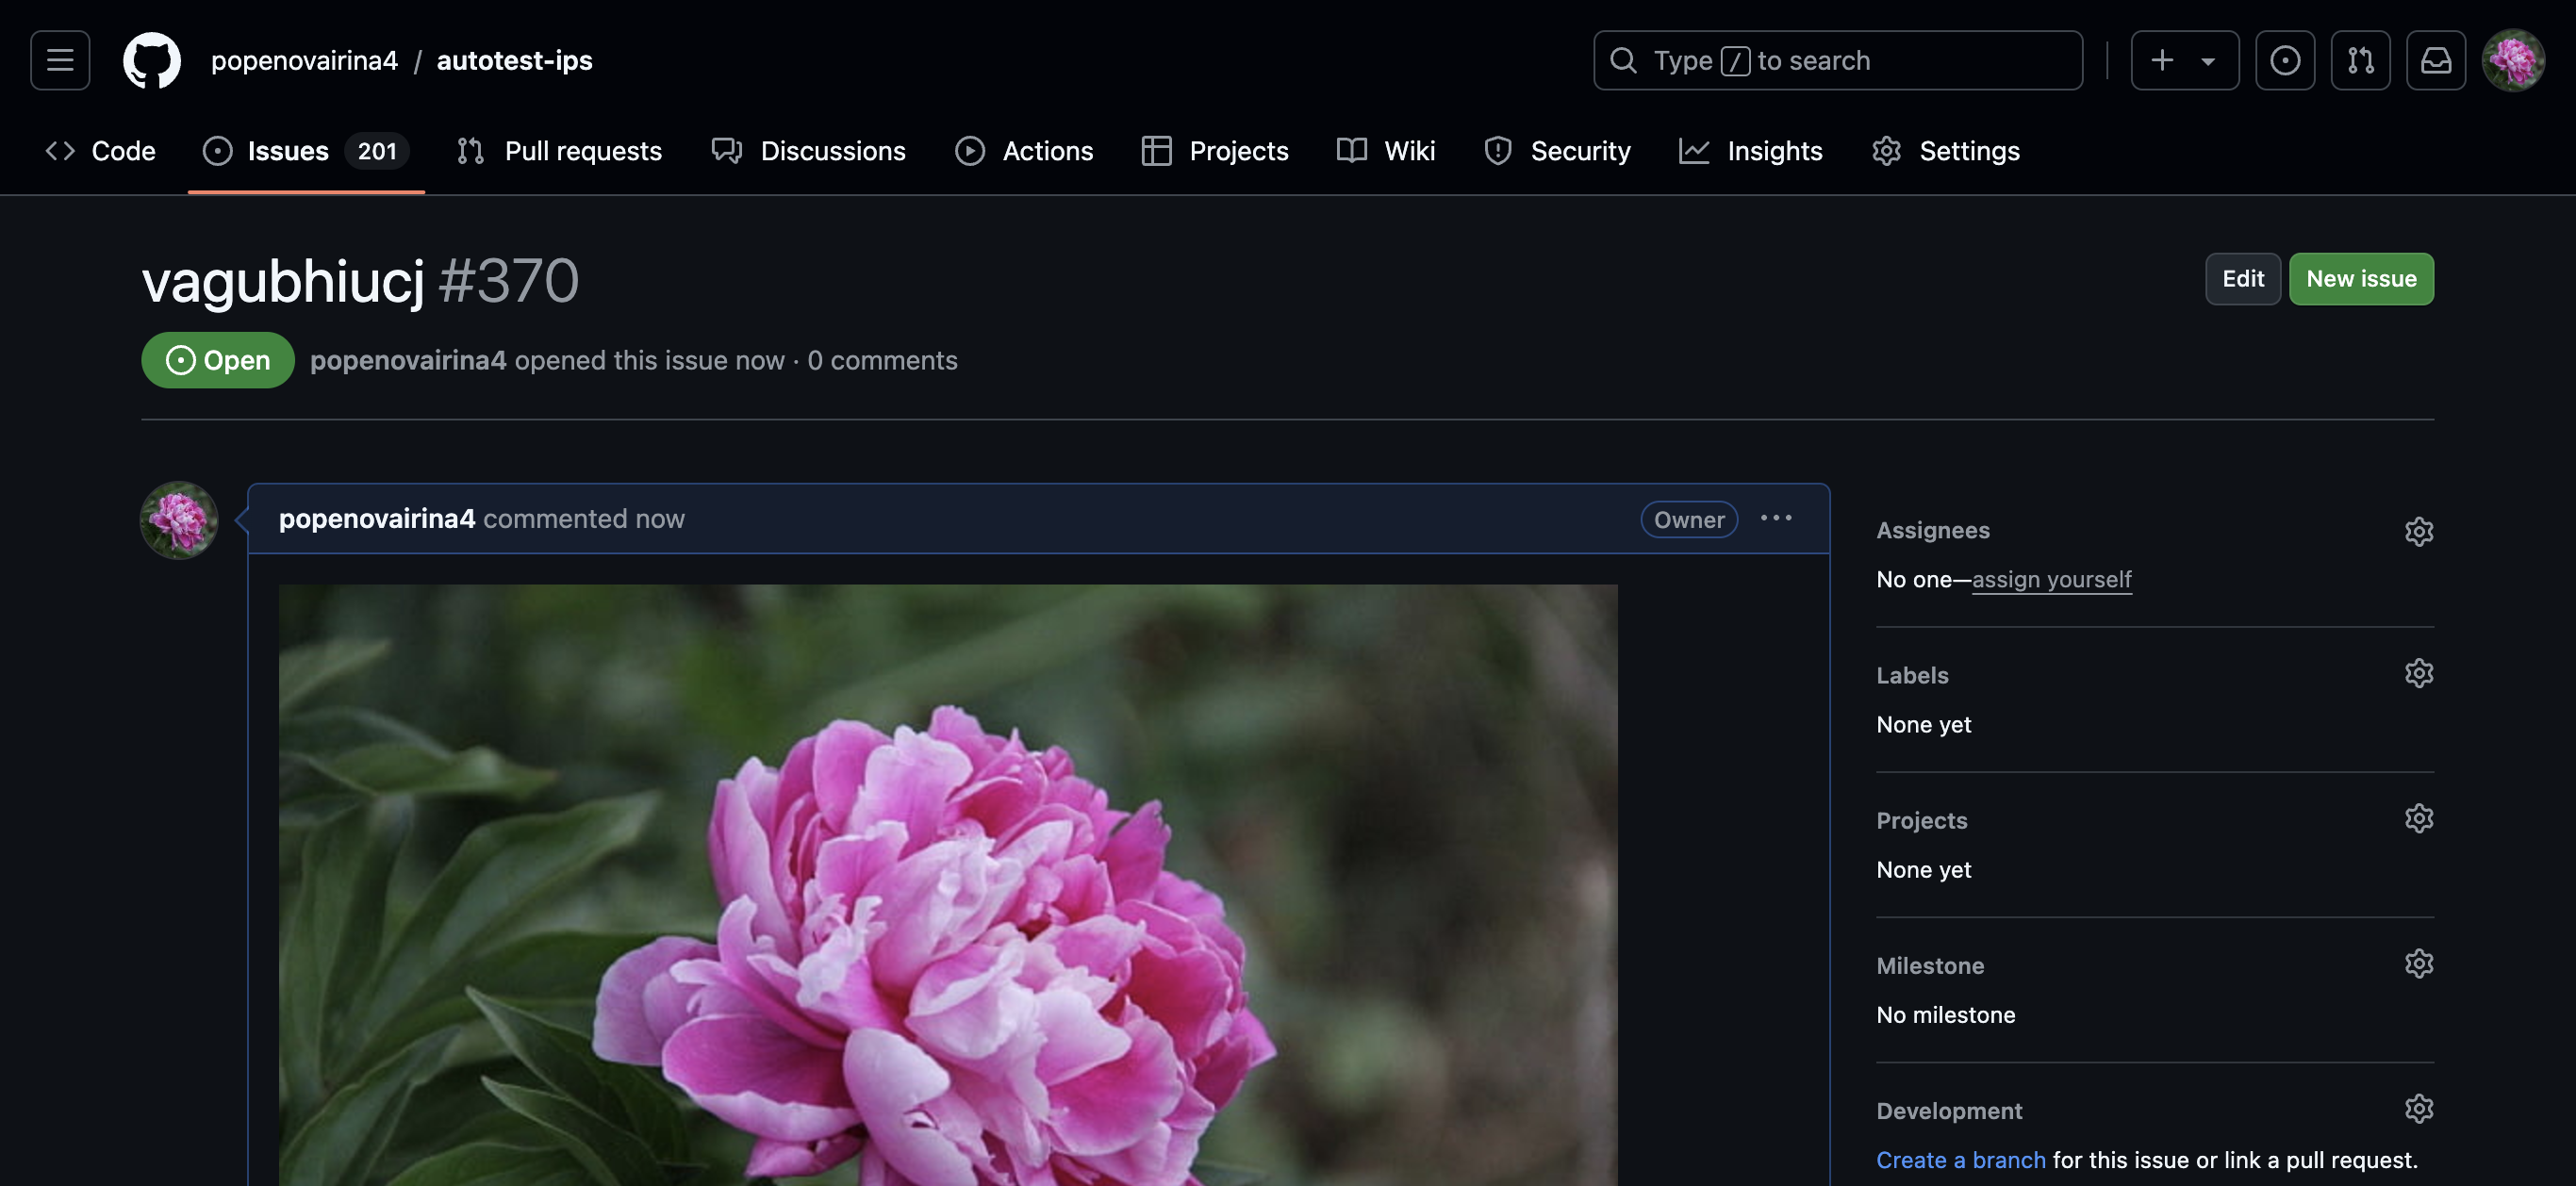 popenovairina4 / autotest-ips
Type / to search
Code
Issues 201
Pull requests
Discussions
Actions
Projects
Wiki
Security
Insights
Settings
vagubhiucj #370
Edit
New issue
Open
popenovairina4 opened this issue now · 0 comments
popenovairina4 commented now
Owner
Assignees
No one—assign yourself
Labels
None yet
Projects
None yet
Milestone
No milestone
Development
Create a branch for this issue or link a pull request.